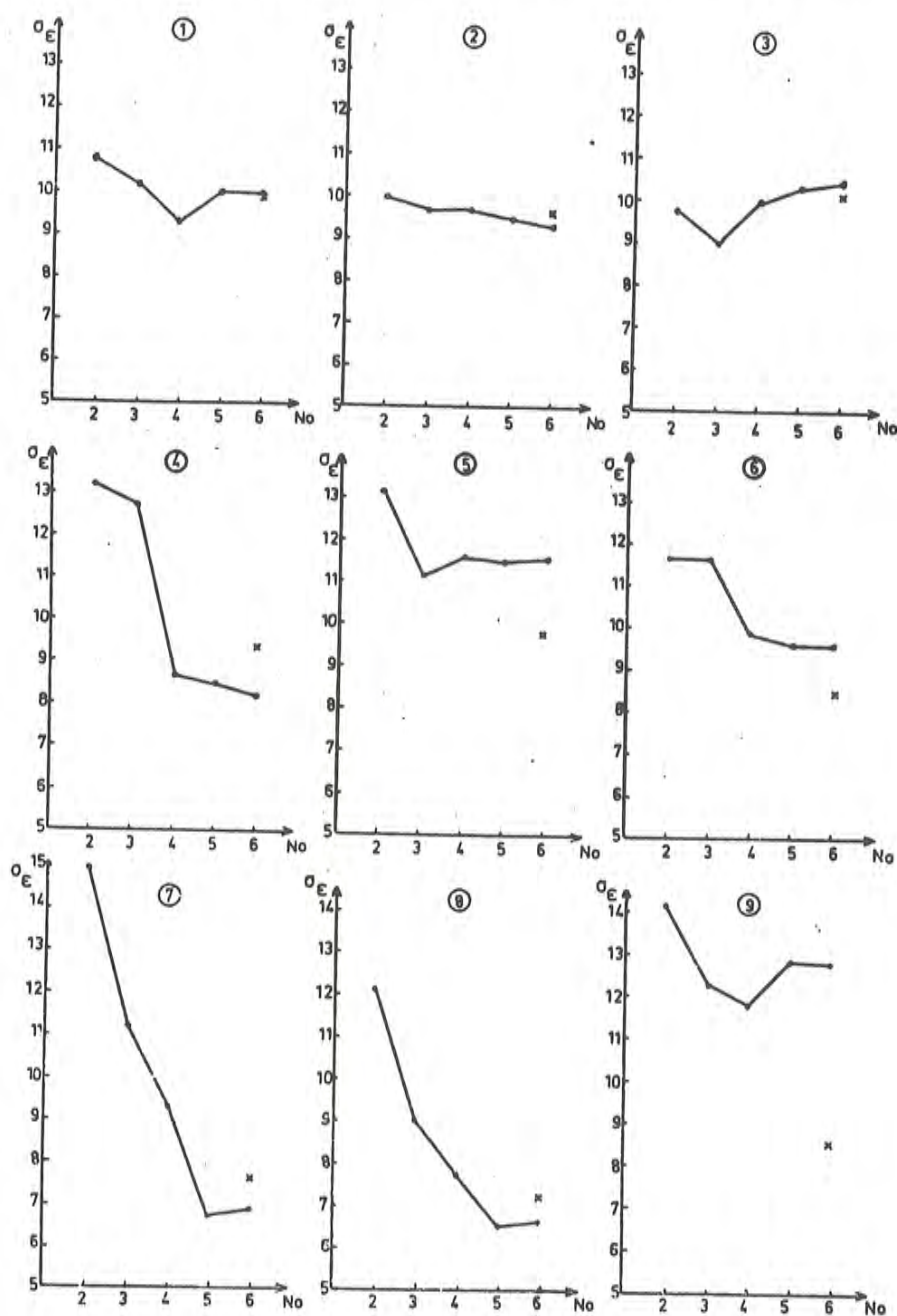 σε ① 13 12 11 10 9 8 7 6 5 2 3 4 5 6 No
σε ② 13 12 11 10 9 8 7 6 5 2 3 4 5 6 No
σε ③ 13 12 11 10 9 8 7 6 5 2 3 4 5 6 No
σε ④ 13 12 11 10 9 8 7 6 5 2 3 4 5 6 No
σε ⑤ 13 12 11 10 9 8 7 6 5 2 3 4 5 6 No
σε ⑥ 13 12 11 10 9 8 7 6 5 2 3 4 5 6 No
σε ⑦ 15 14 13 12 11 10 9 8 7 6 5 2 3 4 5 6 No
σε ⑧ 14 13 12 11 10 9 8 7 6 5 2 3 4 5 6 No
σε ⑨ 14 13 12 11 10 9 8 7 6 5 2 3 4 5 6 No